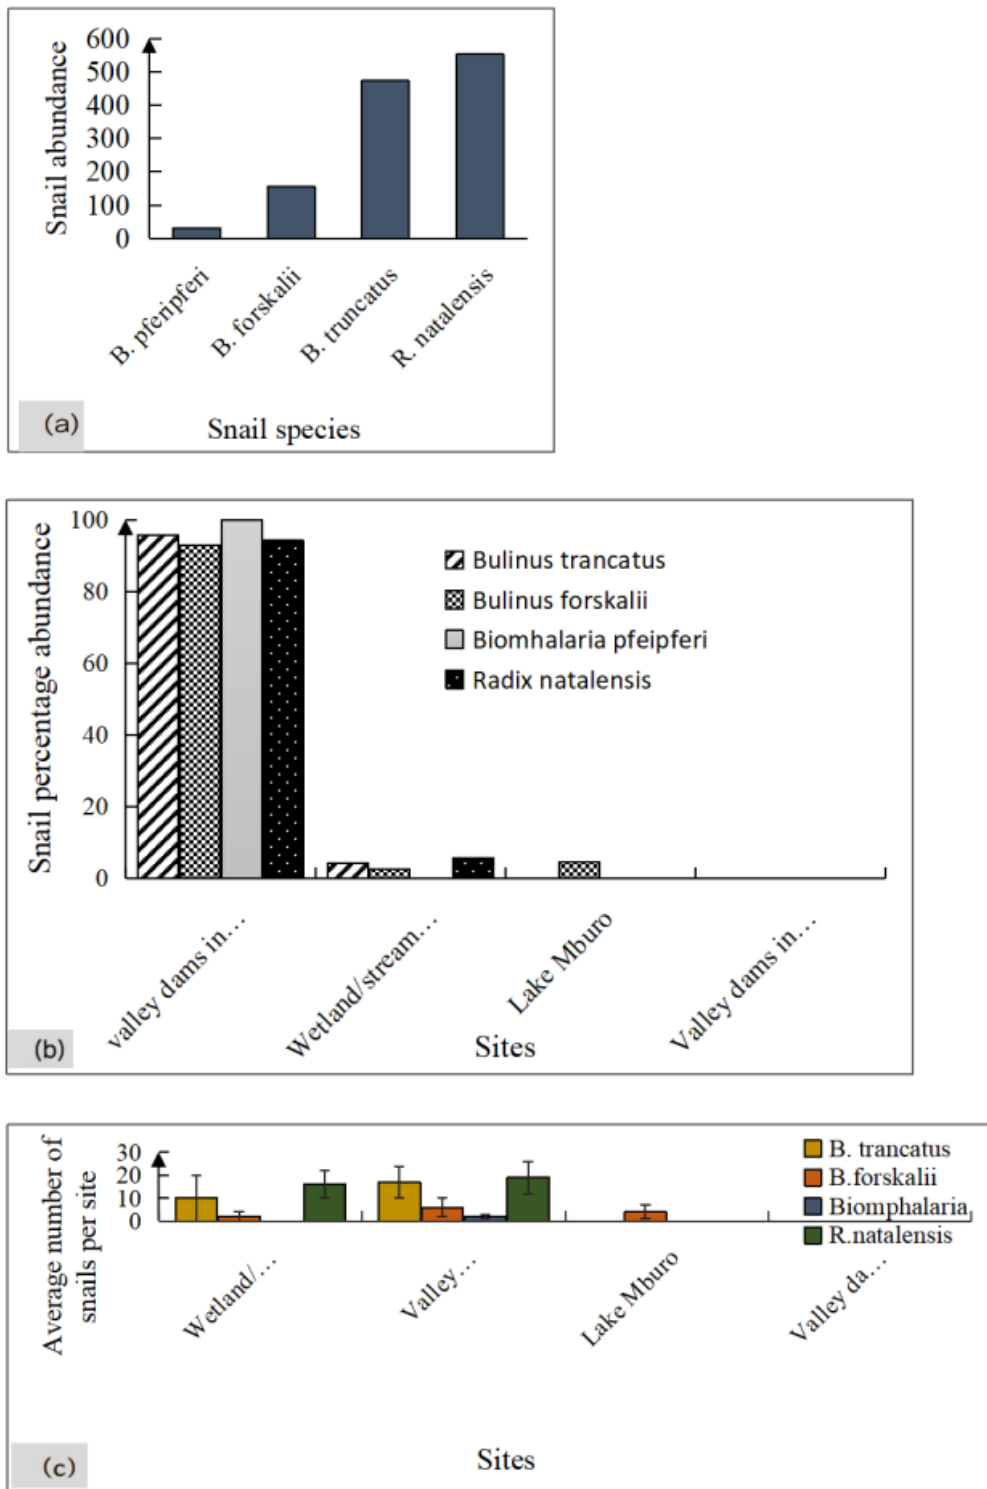 600
500
400
300
200
100
0
Snail abundance
B. pferipferi
B. forskalii
B. truncatus
R. natalensis
(a)
Snail species
100
80
60
40
20
0
Snail percentage abundance
Bulinus trancatus
Bulinus forskalii
Biomhalaria pfeipferi
Radix natalensis
valley dams in…
Wetland/stream…
Lake Mburo
Valley dams in…
(b)
Sites
30
20
10
0
Average number of
snails per site
B. trancatus
B.forskalii
Biomphalaria
R.natalensis
Wetland/…
Valley…
Lake Mburo
Valley da…
(c)
Sites